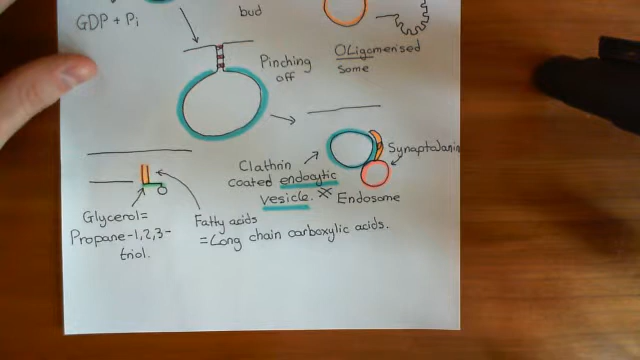 GDP + Pi
bud
OLigomerised
Some
Pinching
off
Synaptojanin
Clathrin
coated endocytic
vesicle.
Endosome
Glycerol=
Propane-1,2,3-
triol.
Fatty acids
=Long chain carboxylic acids.